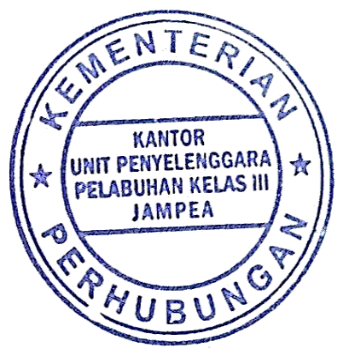 KEMENTERIAN
KANTOR
UNIT PENYELENGGARA
PELABUHAN KELAS III
JAMPEA
PERHUBUNGAN